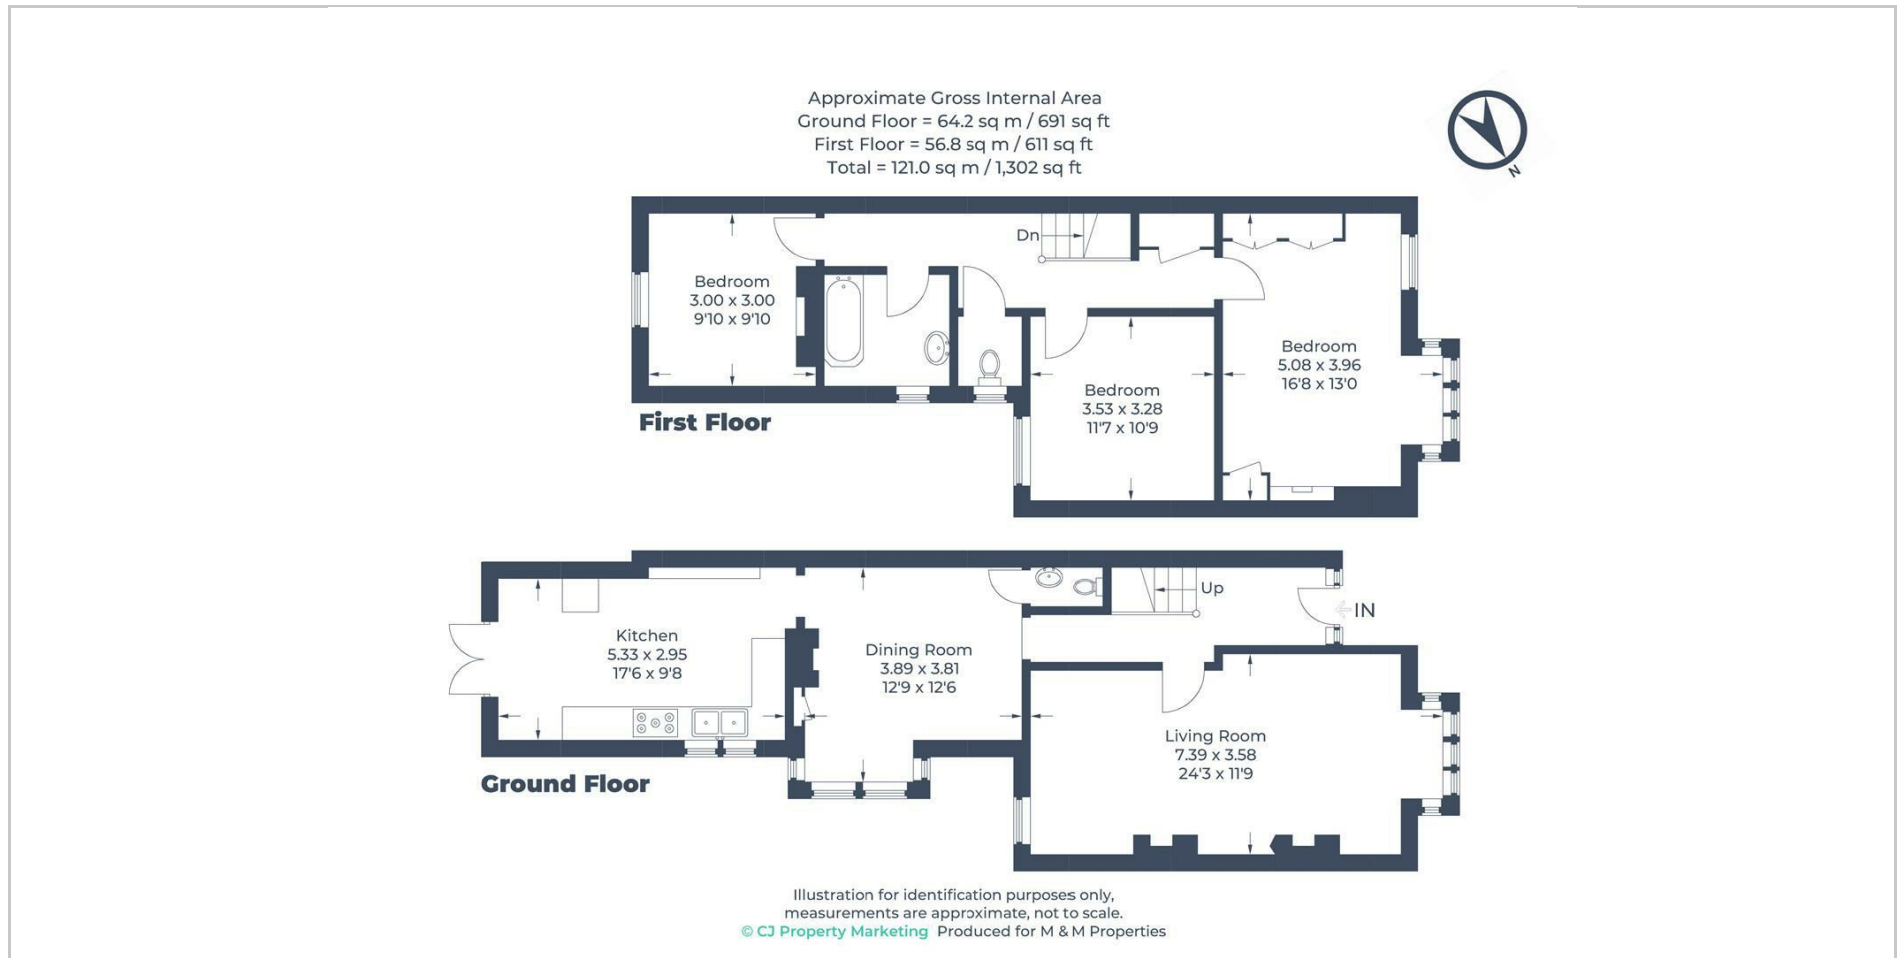 Approximate Gross Internal Area
Ground Floor = 64.2 sq m / 691 sq ft
First Floor = 56.8 sq m / 611 sq ft
Total = 121.0 sq m / 1,302 sq ft
N
Dn
Bedroom
3.00 x 3.00
9'10 x 9'10
Bedroom
5.08 x 3.96
16'8 x 13'0
Bedroom
3.53 x 3.28
11'7 x 10'9
First Floor
Up
IN
Kitchen
5.33 x 2.95
17'6 x 9'8
Dining Room
3.89 x 3.81
12'9 x 12'6
Living Room
7.39 x 3.58
24'3 x 11'9
Ground Floor
Illustration for identification purposes only,
measurements are approximate, not to scale.
© CJ Property Marketing Produced for M & M Properties